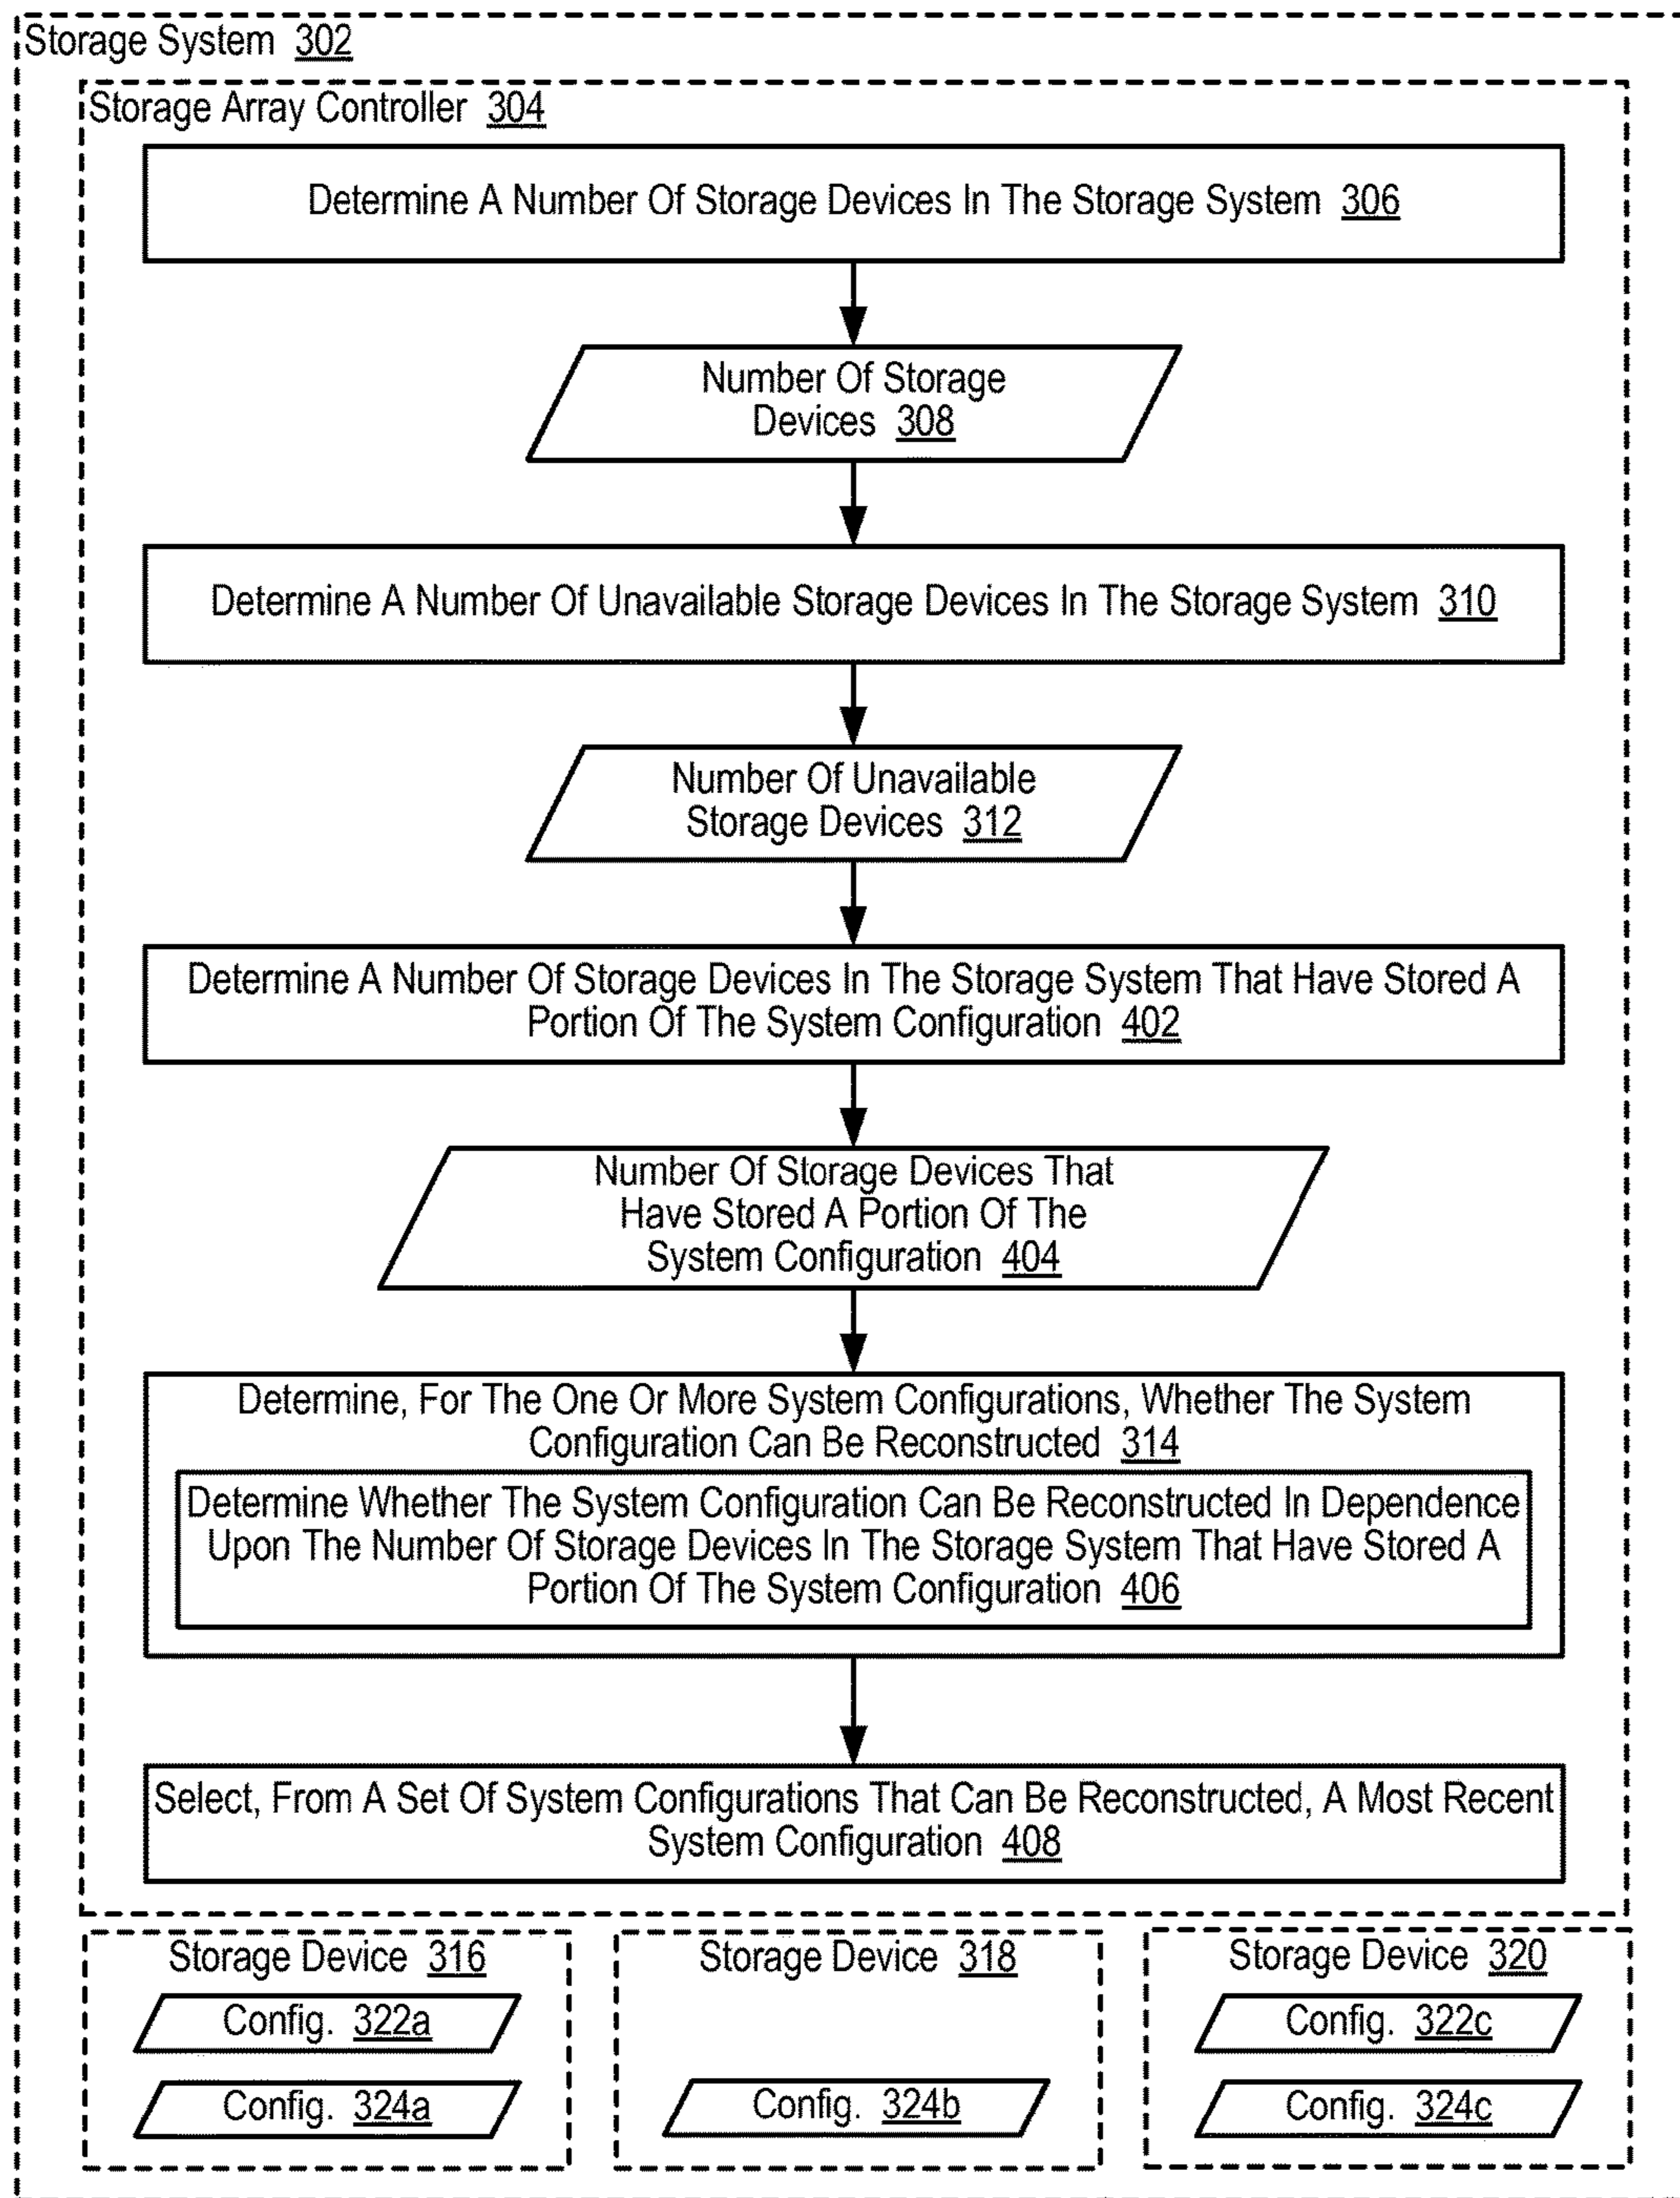 Storage System 302
Storage Array Controller 304
Determine A Number Of Storage Devices In The Storage System 306
Number Of Storage
Devices 308
Determine A Number Of Unavailable Storage Devices In The Storage System 310
Number Of Unavailable
Storage Devices 312
Determine A Number Of Storage Devices In The Storage System That Have Stored A
Portion Of The System Configuration 402
Number Of Storage Devices That
Have Stored A Portion Of The
System Configuration 404
Determine, For The One Or More System Configurations, Whether The System
Configuration Can Be Reconstructed 314
Determine Whether The System Configuration Can Be Reconstructed In Dependence
Upon The Number Of Storage Devices In The Storage System That Have Stored A
Portion Of The System Configuration 406
Select, From A Set Of System Configurations That Can Be Reconstructed, A Most Recent
System Configuration 408
Storage Device 316
Config. 322a
Config. 324a
Storage Device 318
Config. 324b
Storage Device 320
Config. 322c
Config. 324c